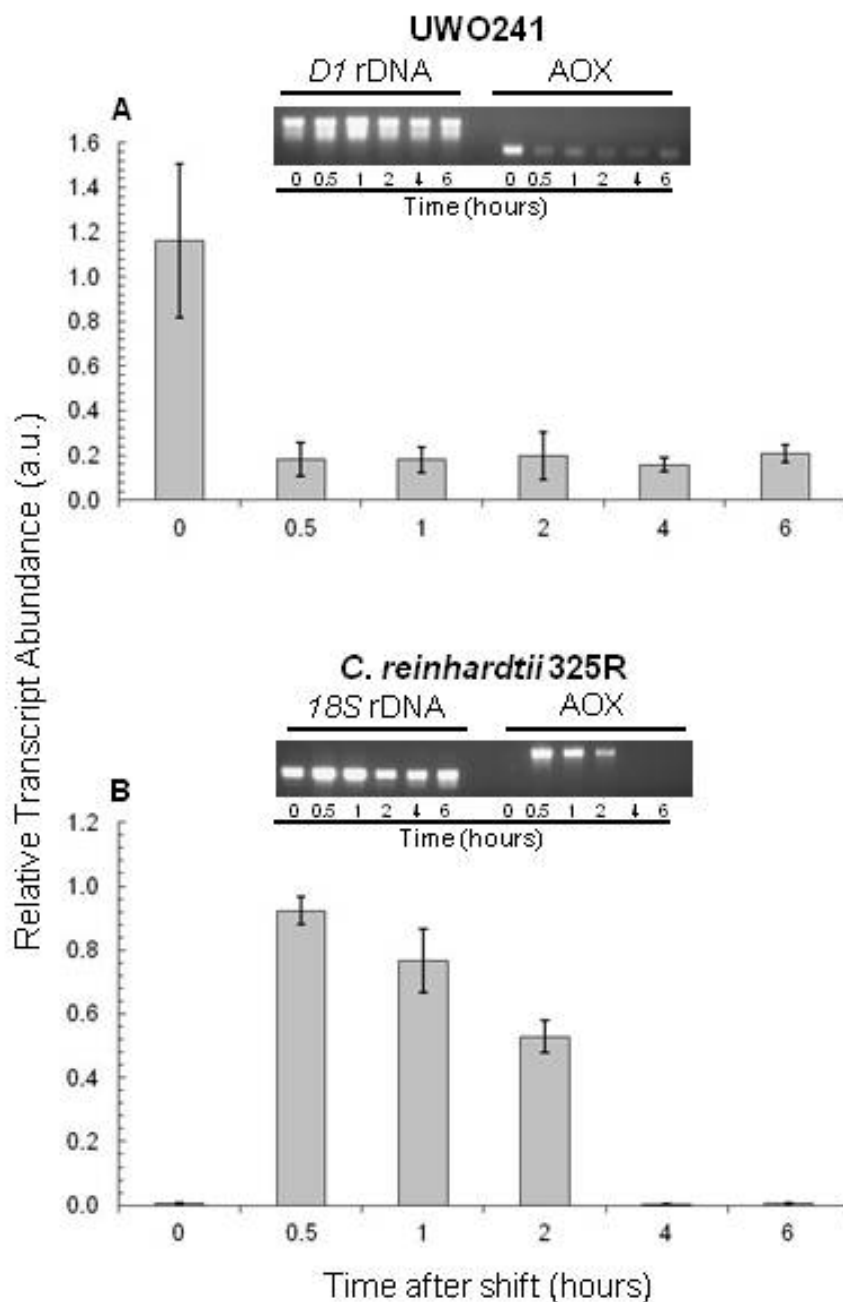 UWO241
D1 rDNA AOX
A
0 0.5 1 2 4 6 0 0.5 1 2 4 6
Time (hours)
1.6
1.4
1.2
1.0
0.8
0.6
0.4
0.2
0.0
0 0.5 1 2 4 6
Relative Transcript Abundance (a.u.)
C. reinhardtii 325R
18S rDNA AOX
B
0 0.5 1 2 4 6 0 0.5 1 2 4 6
Time (hours)
1.2
1.0
0.8
0.6
0.4
0.2
0.0
0 0.5 1 2 4 6
Time after shift (hours)